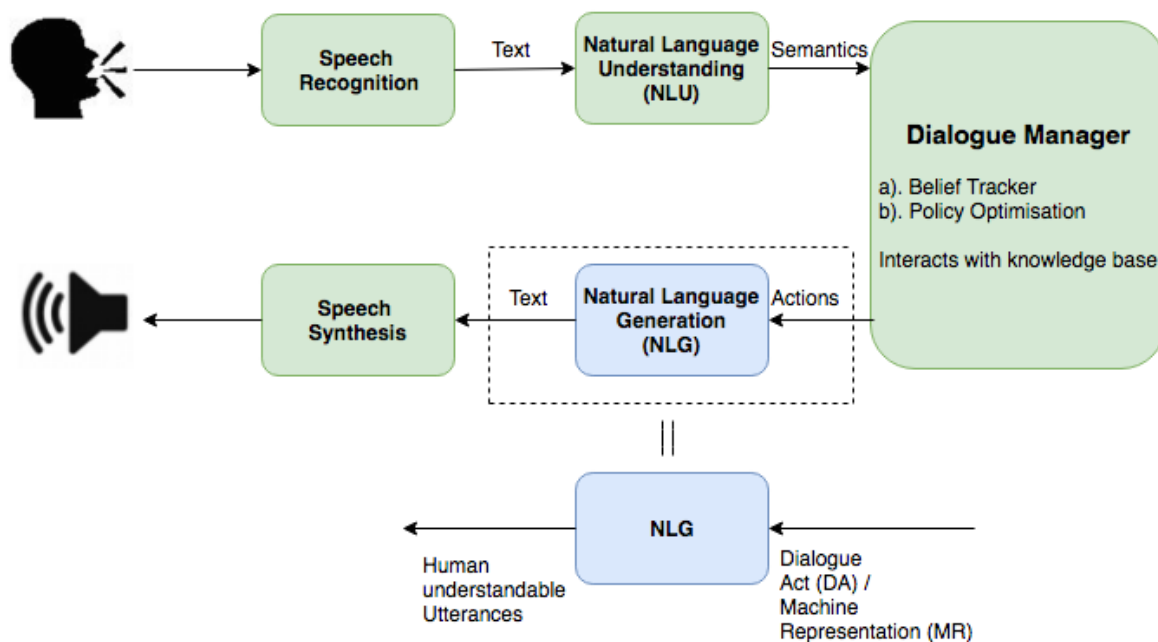 Speech
Recognition
Text
Natural Language
Understanding
(NLU)
Semantics
Dialogue Manager
a). Belief Tracker
b). Policy Optimisation
Interacts with knowledge base
Actions
Natural Language
Generation
(NLG)
Text
Speech
Synthesis
NLG
Human
understandable
Utterances
Dialogue
Act (DA) /
Machine
Representation (MR)